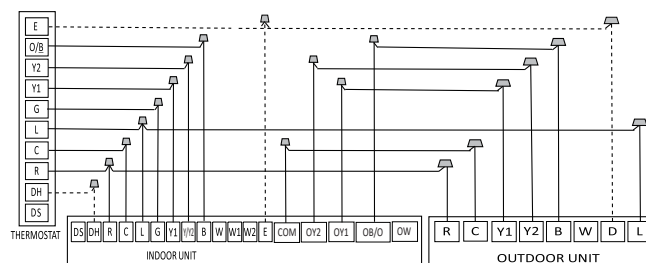 E
O/B
Y2
Y1
G
L
C
R
DH
DS
THERMOSTAT
DS DH R C L G Y1 Y/Y2 B W W1 W2 E COM OY2 OY1 OB/O OW
INDOOR UNIT
R C Y1 Y2 B W D L
OUTDOOR UNIT